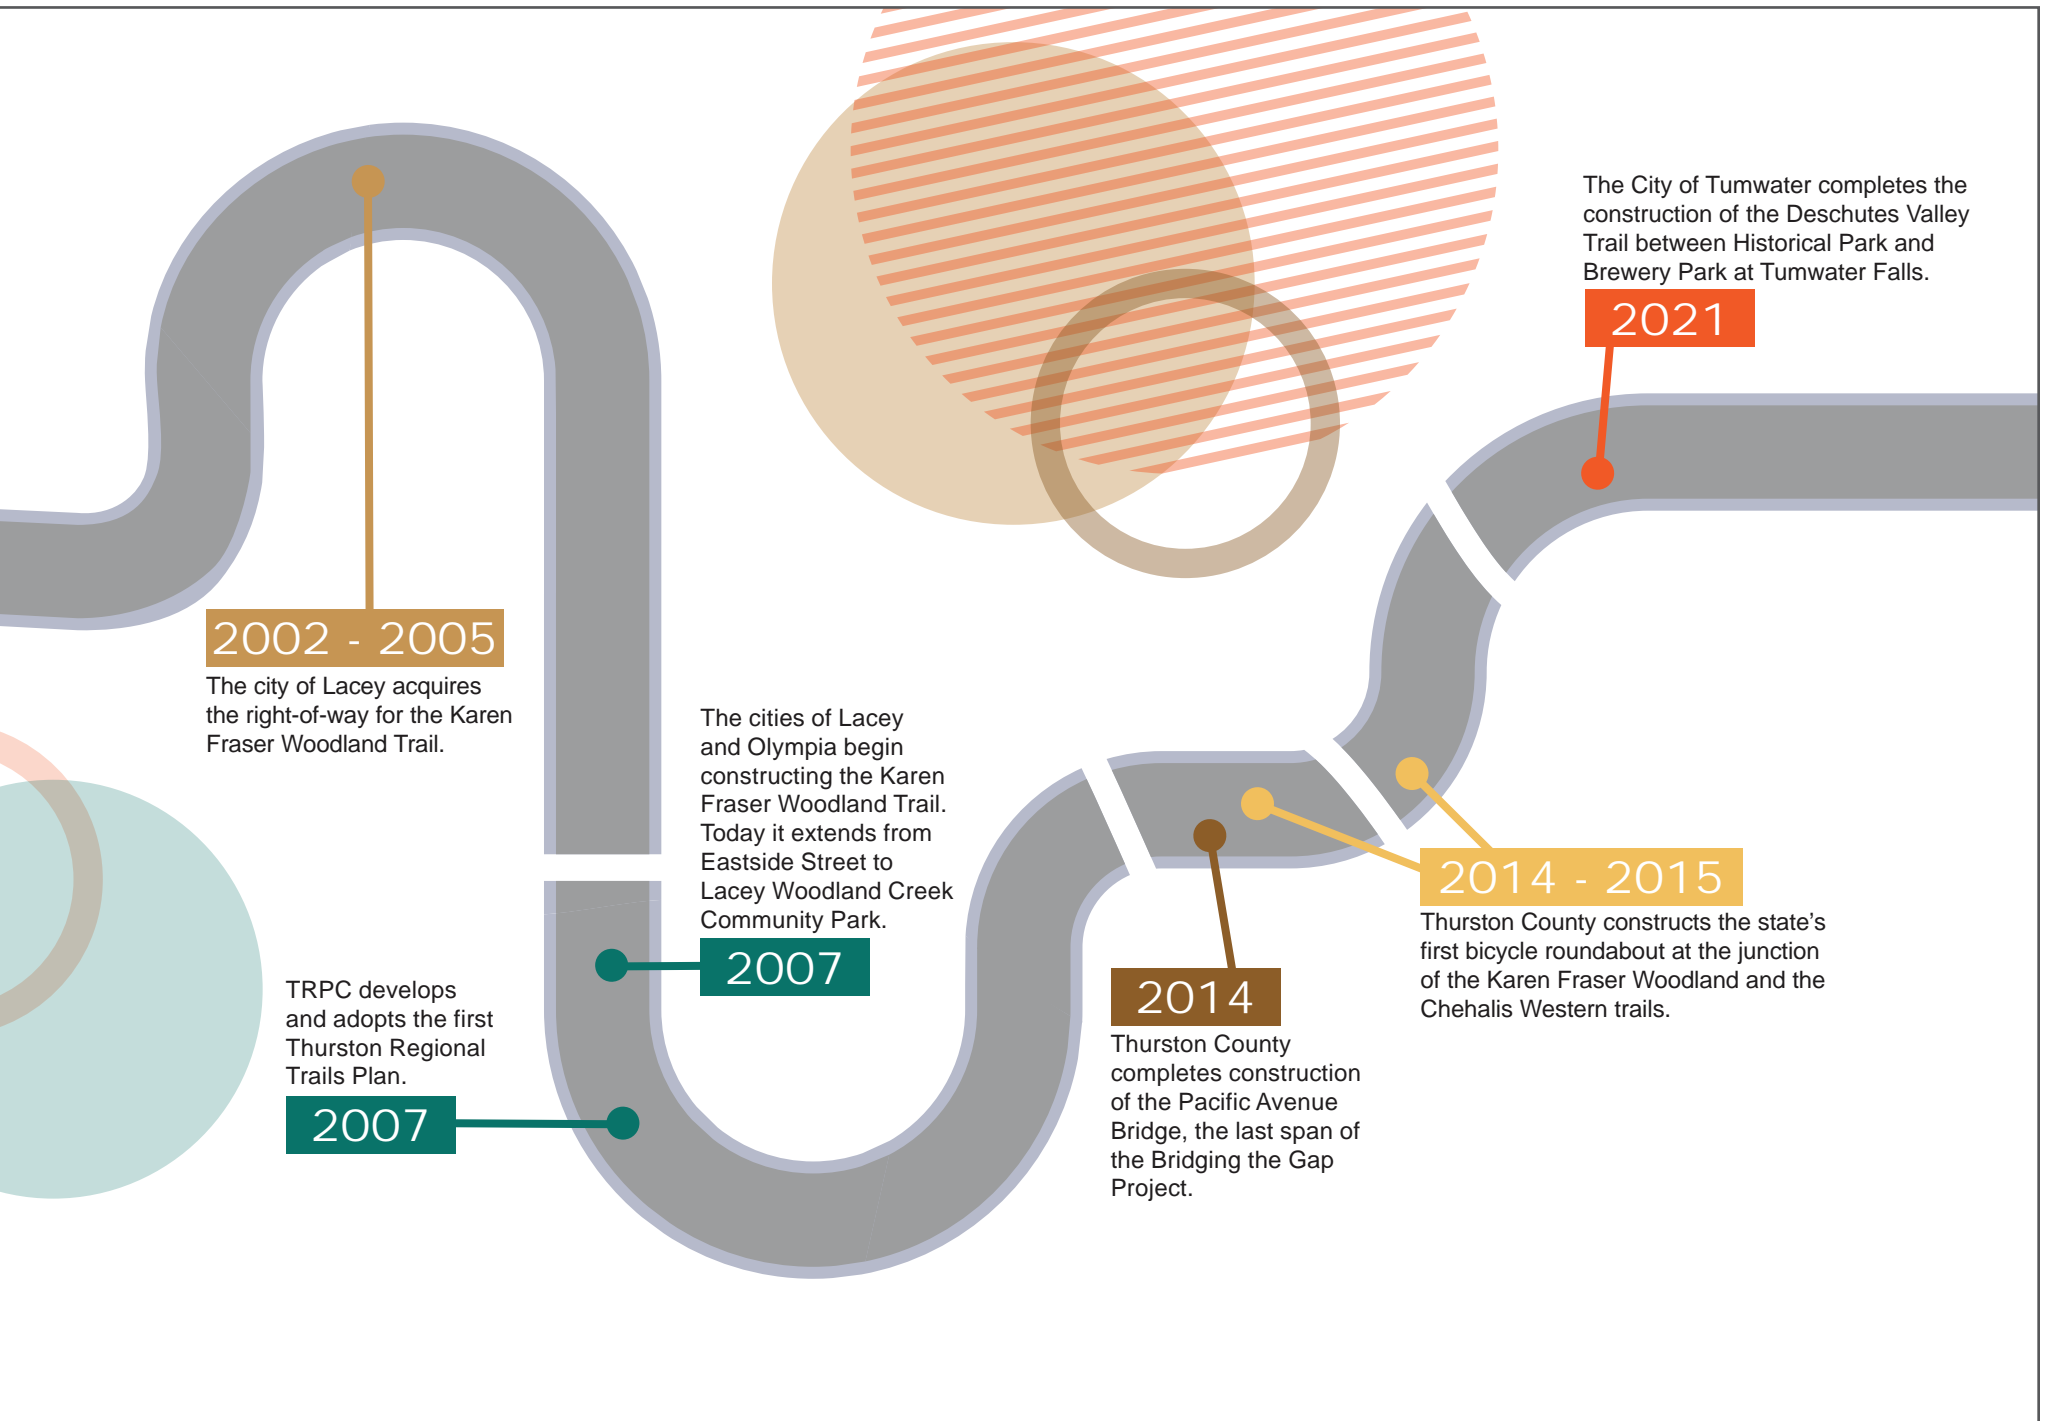 2002 - 2005
The city of Lacey acquires
the right-of-way for the Karen
Fraser Woodland Trail.
TRPC develops
and adopts the first
Thurston Regional
Trails Plan.
2007
The cities of Lacey
and Olympia begin
constructing the Karen
Fraser Woodland Trail.
Today it extends from
Eastside Street to
Lacey Woodland Creek
Community Park.
2007
2014
Thurston County
completes construction
of the Pacific Avenue
Bridge, the last span of
the Bridging the Gap
Project.
2014 - 2015
Thurston County constructs the state’s
first bicycle roundabout at the junction
of the Karen Fraser Woodland and the
Chehalis Western trails.
The City of Tumwater completes the
construction of the Deschutes Valley
Trail between Historical Park and
Brewery Park at Tumwater Falls.
2021